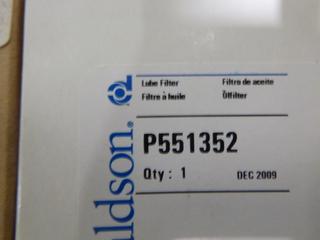 Lube Filter Filtro de aceite
Filtre à huile Ölfilter
P551352
Qty: 1 DEC 2009
aldson®